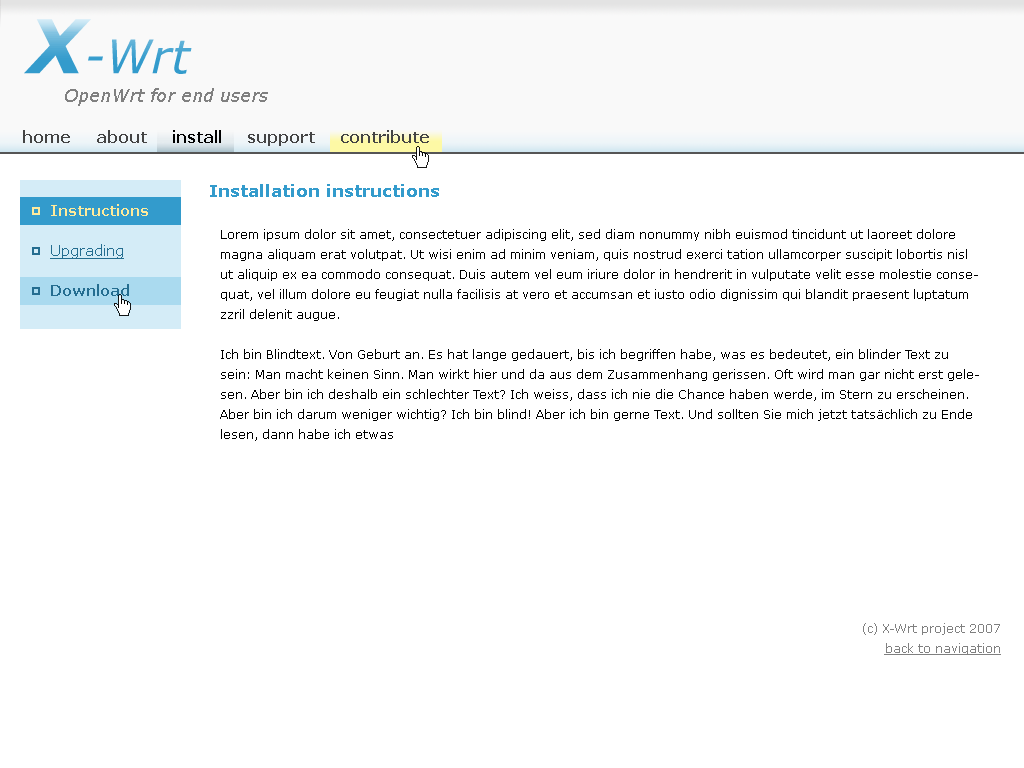 X-Wrt
OpenWrt for end users
home about install support contribute
Instructions
Upgrading
Download
Installation instructions
Lorem ipsum dolor sit amet, consectetuer adipiscing elit, sed diam nonummy nibh euismod tincidunt ut laoreet dolore
magna aliquam erat volutpat. Ut wisi enim ad minim veniam, quis nostrud exerci tation ullamcorper suscipit lobortis nisl
ut aliquip ex ea commodo consequat. Duis autem vel eum iriure dolor in hendrerit in vulputate velit esse molestie conse-
quat, vel illum dolore eu feugiat nulla facilisis at vero et accumsan et iusto odio dignissim qui blandit praesent luptatum
zzril delenit augue.
Ich bin Blindtext. Von Geburt an. Es hat lange gedauert, bis ich begriffen habe, was es bedeutet, ein blinder Text zu
sein: Man macht keinen Sinn. Man wirkt hier und da aus dem Zusammenhang gerissen. Oft wird man gar nicht erst gele-
sen. Aber bin ich deshalb ein schlechter Text? Ich weiss, dass ich nie die Chance haben werde, im Stern zu erscheinen.
Aber bin ich darum weniger wichtig? Ich bin blind! Aber ich bin gerne Text. Und sollten Sie mich jetzt tatsächlich zu Ende
lesen, dann habe ich etwas
(c) X-Wrt project 2007
back to navigation